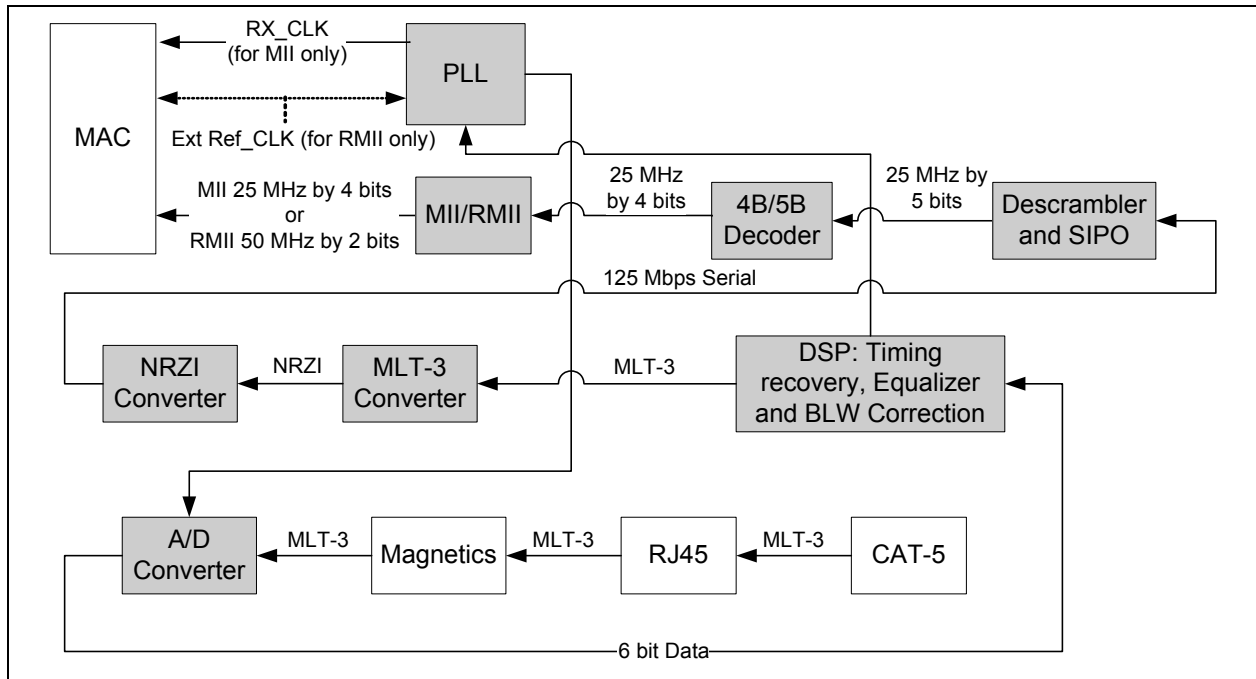 RX_CLK
(for MII only)
PLL
MAC
Ext Ref_CLK (for RMII only)
MII 25 MHz by 4 bits
or
RMII 50 MHz by 2 bits
MII/RMII
25 MHz
by 4 bits
4B/5B
Decoder
25 MHz by
5 bits
Descrambler
and SIPO
125 Mbps Serial
NRZI
Converter
NRZI
MLT-3
Converter
MLT-3
DSP: Timing
recovery, Equalizer
and BLW Correction
A/D
Converter
MLT-3
Magnetics
MLT-3
RJ45
MLT-3
CAT-5
6 bit Data